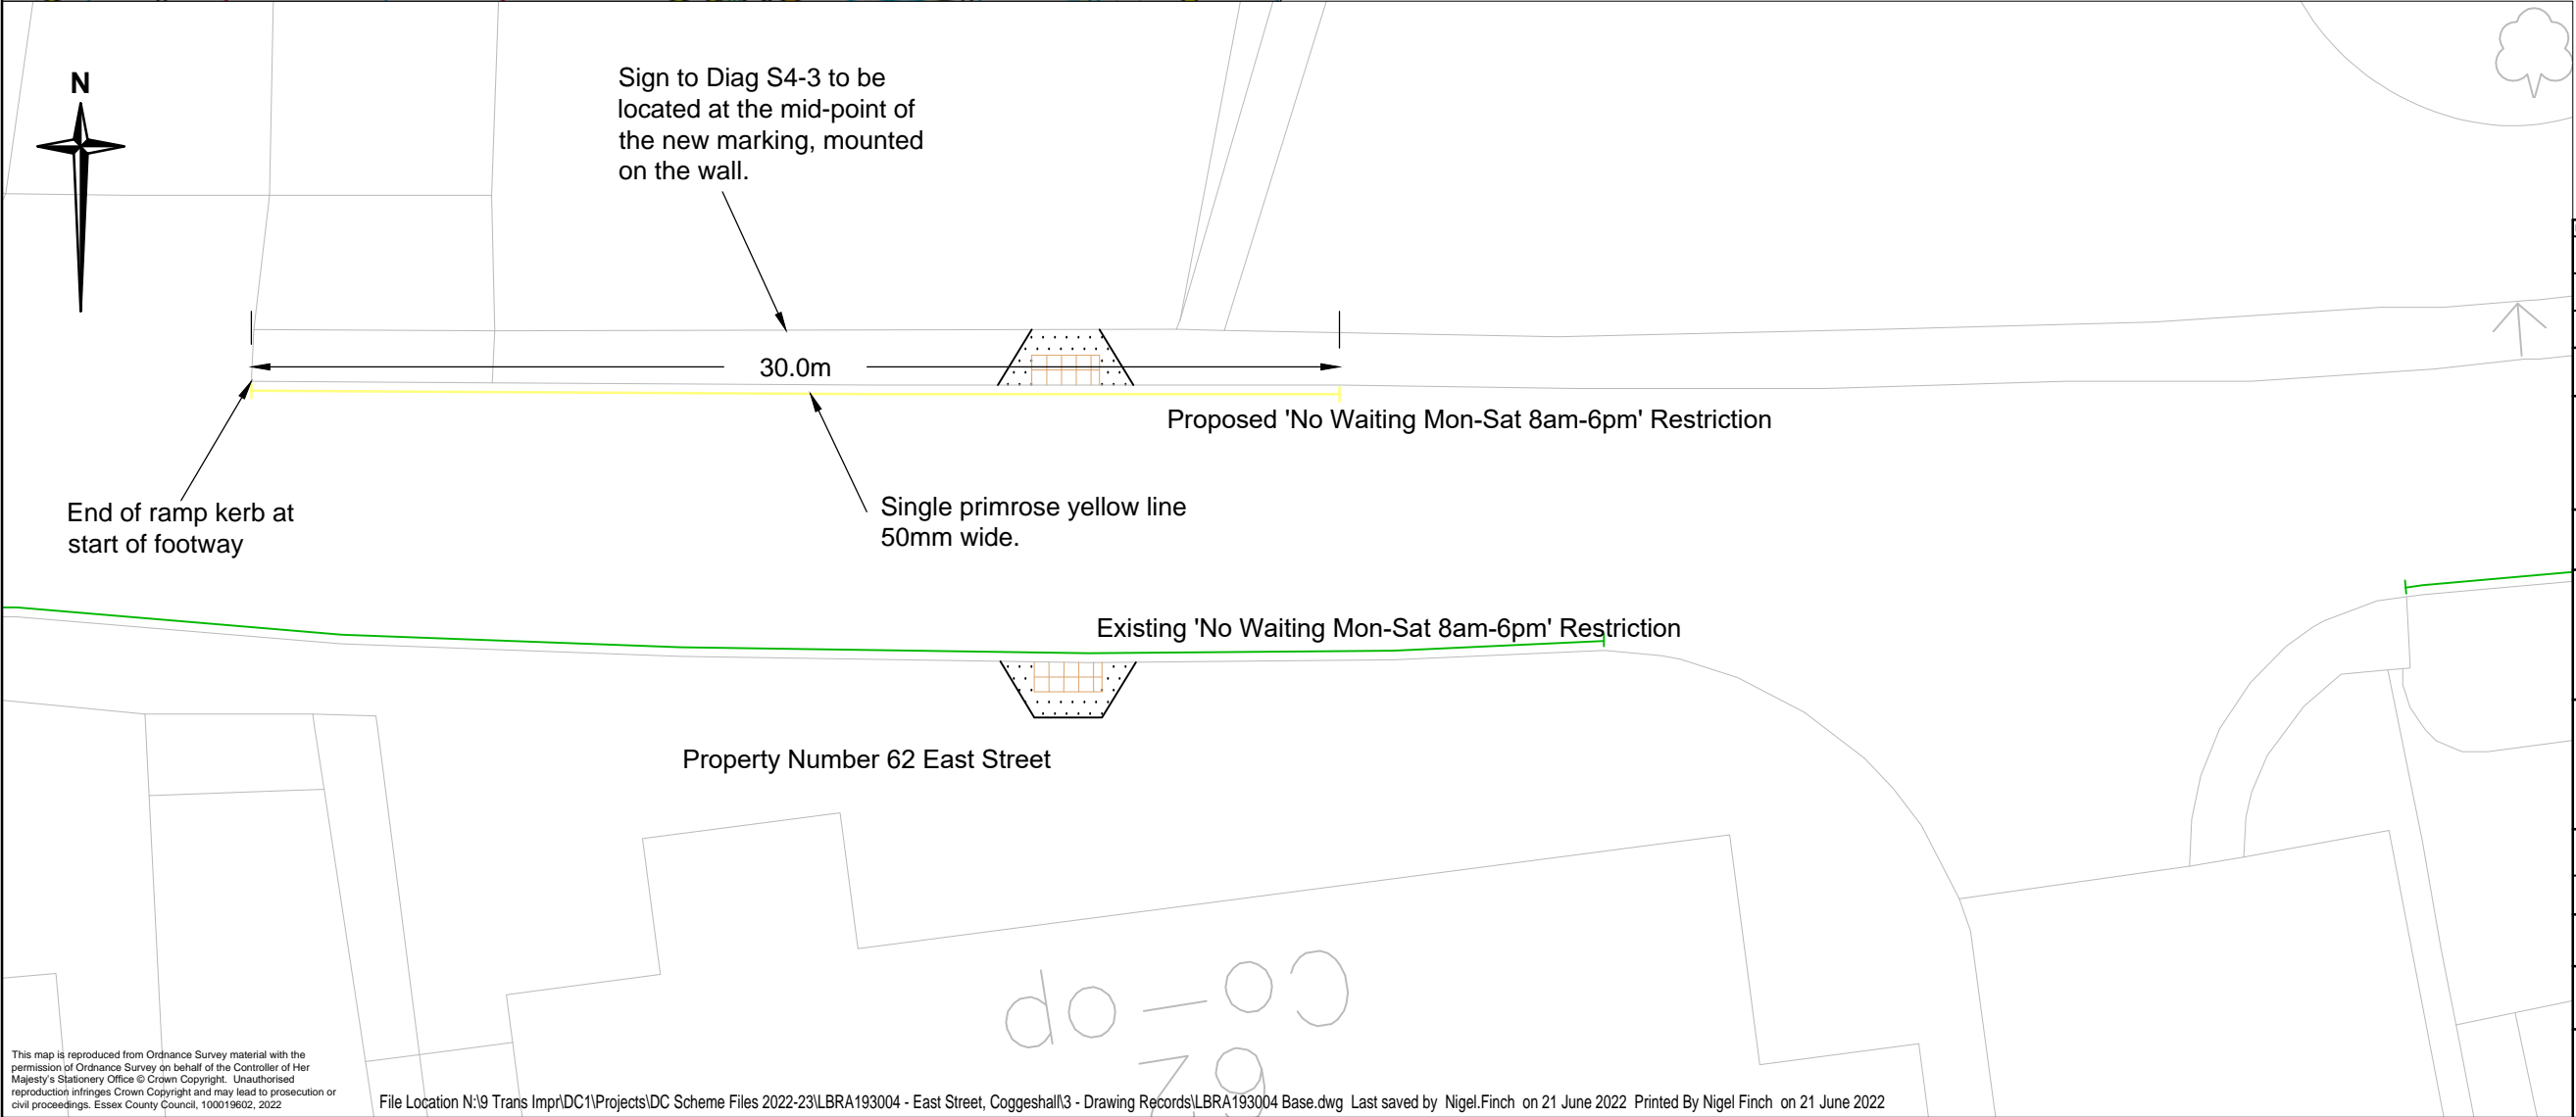 N
Sign to Diag S4-3 to be
located at the mid-point of
the new marking, mounted
on the wall.
30.0m
Proposed 'No Waiting Mon-Sat 8am-6pm' Restriction
End of ramp kerb at
start of footway
Single primrose yellow line
50mm wide.
Existing 'No Waiting Mon-Sat 8am-6pm' Restriction
Property Number 62 East Street
Co-op
This map is reproduced from Ordnance Survey material with the
permission of Ordnance Survey on behalf of the Controller of Her
Majesty's Stationery Office © Crown Copyright. Unauthorised
reproduction infringes Crown Copyright and may lead to prosecution or
civil proceedings. Essex County Council, 100019602, 2022
File Location N:\9 Trans Impr\DC1\Projects\DC Scheme Files 2022-23\LBRA193004 - East Street, Coggeshall\3 - Drawing Records\LBRA193004 Base.dwg Last saved by Nigel.Finch on 21 June 2022 Printed By Nigel Finch on 21 June 2022